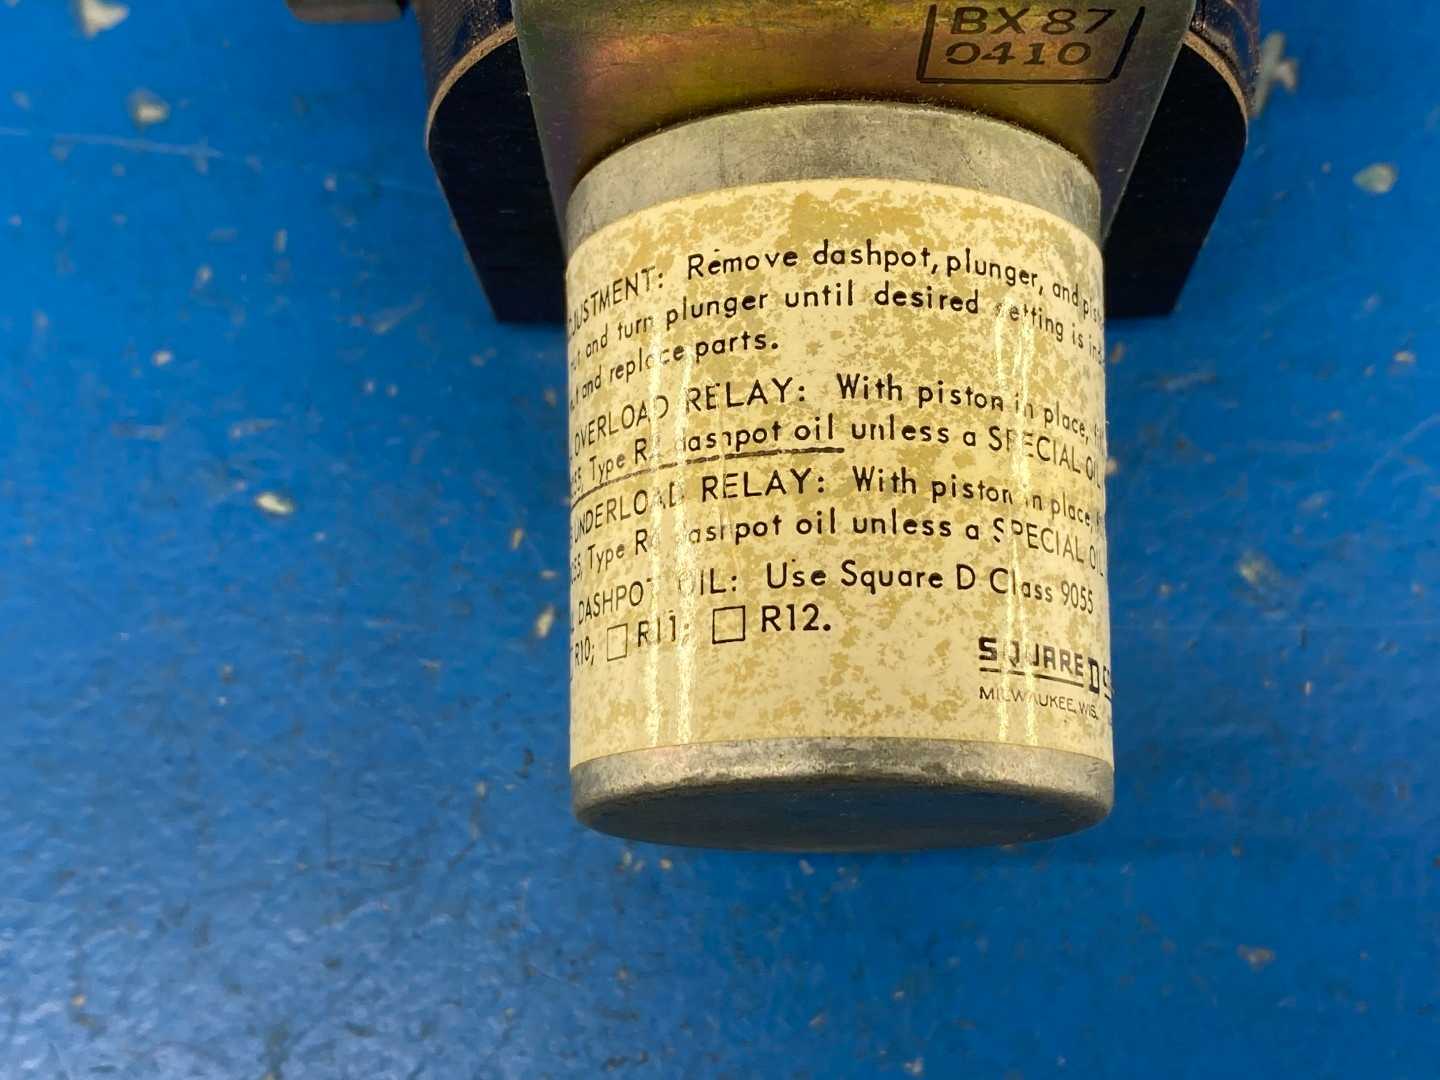 BX 87
0410
JUSTMENT: Remove dashpot, plunger, and
and turn plunger until desired setting is
and replace parts.
OVERLOAD RELAY: With piston in place,
Type dashpot oil unless a SPECIAL OIL
UNDERLOAD RELAY: With piston in place,
Type dashpot oil unless a SPECIAL OIL
DASHPOT OIL: Use Square D Class 9055
R10; □ R11; □ R12.
SQUARE D
MILWAUKEE, WIS.